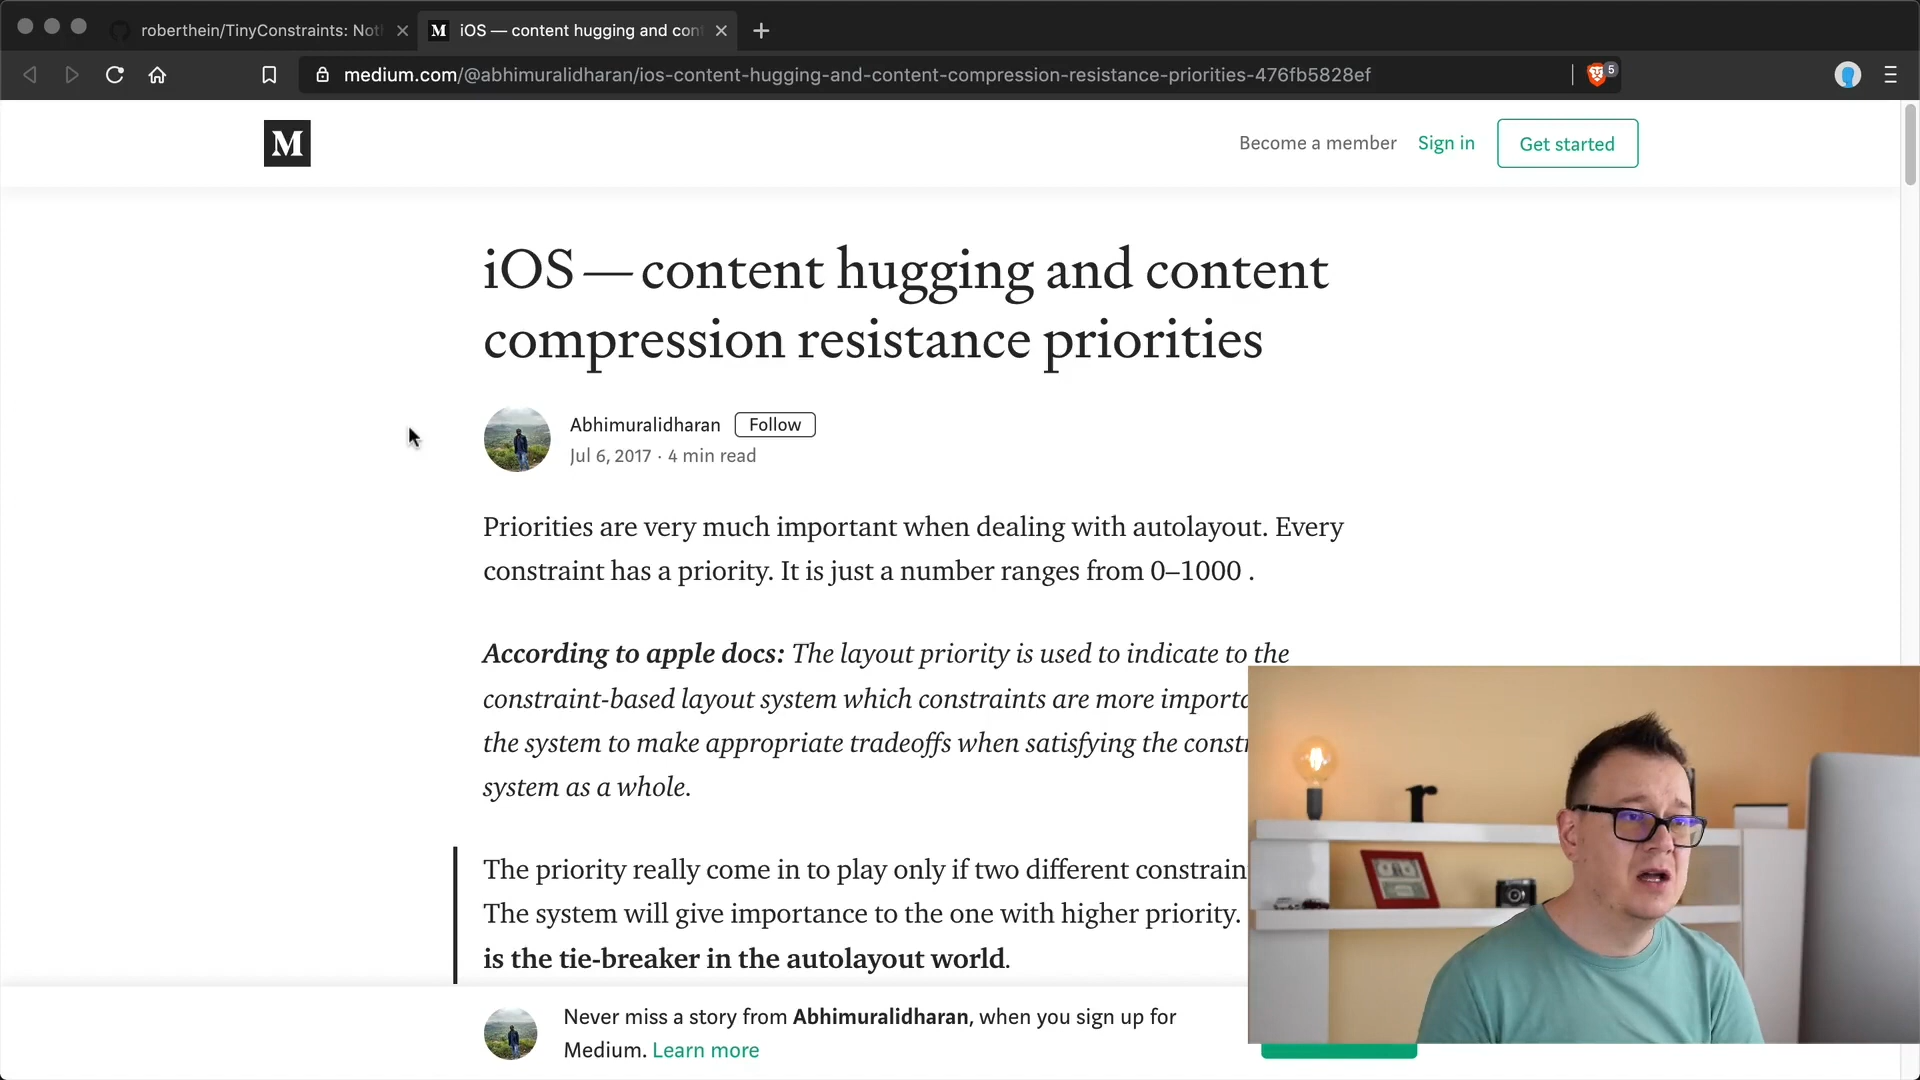 roberthein/TinyConstraints: Not
iOS — content hugging and con
medium.com/@abhimuralidharan/ios-content-hugging-and-content-compression-resistance-priorities-476fb5828ef
5
M
Become a member
Sign in
Get started
iOS — content hugging and content
compression resistance priorities
Abhimuralidharan
Follow
Jul 6, 2017 · 4 min read
Priorities are very much important when dealing with autolayout. Every
constraint has a priority. It is just a number ranges from 0–1000 .
According to apple docs: The layout priority is used to indicate to the
constraint-based layout system which constraints are more importa
the system to make appropriate tradeoffs when satisfying the constr
system as a whole.
The priority really come in to play only if two different constrain
The system will give importance to the one with higher priority.
is the tie-breaker in the autolayout world.
Never miss a story from Abhimuralidharan, when you sign up for
Medium. Learn more